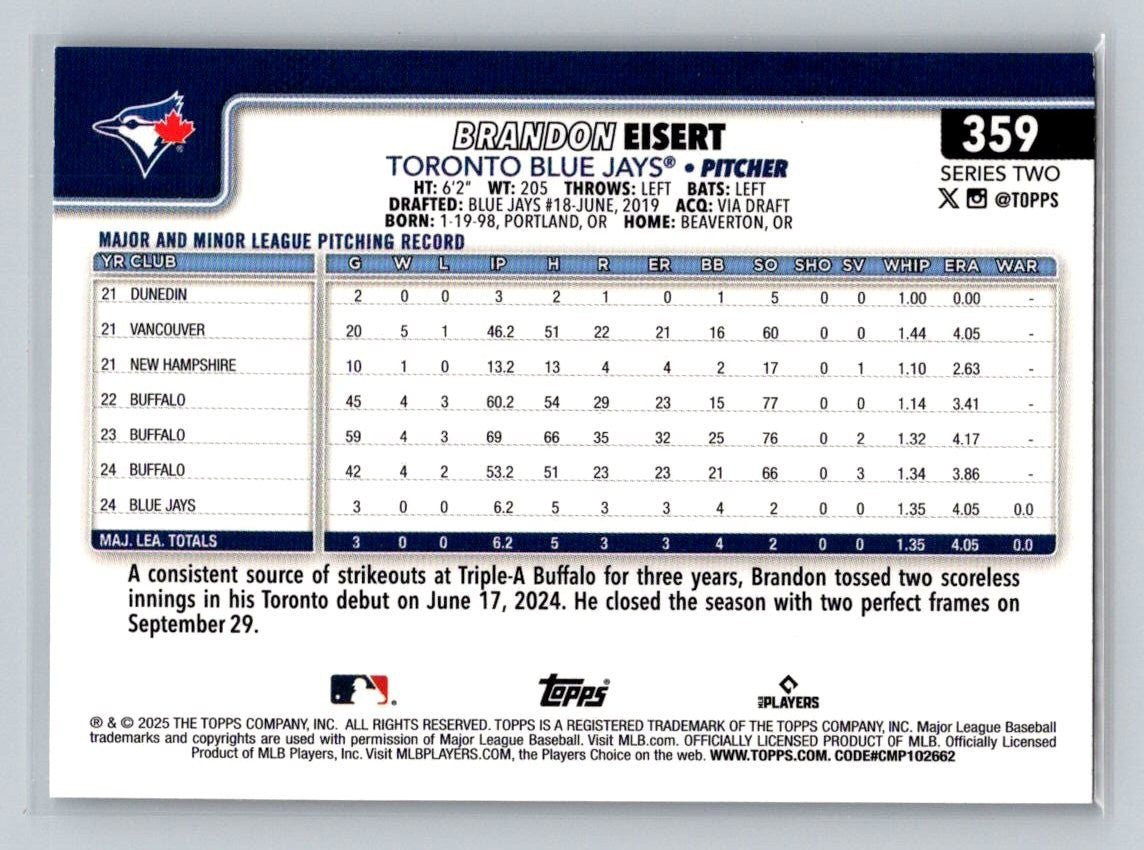 BRANDON EISERT
359
TORONTO BLUE JAYS® • PITCHER
SERIES TWO
HT: 6'2" WT: 205 THROWS: LEFT BATS: LEFT
@TOPPS
DRAFTED: BLUE JAYS #18-JUNE, 2019 ACQ: VIA DRAFT
BORN: 1-19-98, PORTLAND, OR HOME: BEAVERTON, OR
MAJOR AND MINOR LEAGUE PITCHING RECORD
YR CLUB G W L IP H R ER BB SO SHO SV WHIP ERA WAR
21 DUNEDIN 2 0 0 3 2 1 0 1 5 0 0 1.00 0.00 -
21 VANCOUVER 20 5 1 46.2 51 22 21 16 60 0 0 1.44 4.05 -
21 NEW HAMPSHIRE 10 1 0 13.2 13 4 4 2 17 0 1 1.10 2.63 -
22 BUFFALO 45 4 3 60.2 54 29 23 15 77 0 0 1.14 3.41 -
23 BUFFALO 59 4 3 69 66 35 32 25 76 0 2 1.32 4.17 -
24 BUFFALO 42 4 2 53.2 51 23 23 21 66 0 3 1.34 3.86 -
24 BLUE JAYS 3 0 0 6.2 5 3 3 4 2 0 0 1.35 4.05 0.0
MAJ. LEA. TOTALS 3 0 0 6.2 5 3 3 4 2 0 0 1.35 4.05 0.0
A consistent source of strikeouts at Triple-A Buffalo for three years, Brandon tossed two scoreless
innings in his Toronto debut on June 17, 2024. He closed the season with two perfect frames on
September 29.
Topps®
MLB PLAYERS
® & © 2025 THE TOPPS COMPANY, INC. ALL RIGHTS RESERVED. TOPPS IS A REGISTERED TRADEMARK OF THE TOPPS COMPANY, INC. Major League Baseball
trademarks and copyrights are used with permission of Major League Baseball. Visit MLB.com. OFFICIALLY LICENSED PRODUCT OF MLB. Officially Licensed
Product of MLB Players, Inc. Visit MLBPLAYERS.COM, the Players Choice on the web. WWW.TOPPS.COM. CODE#CMP102662